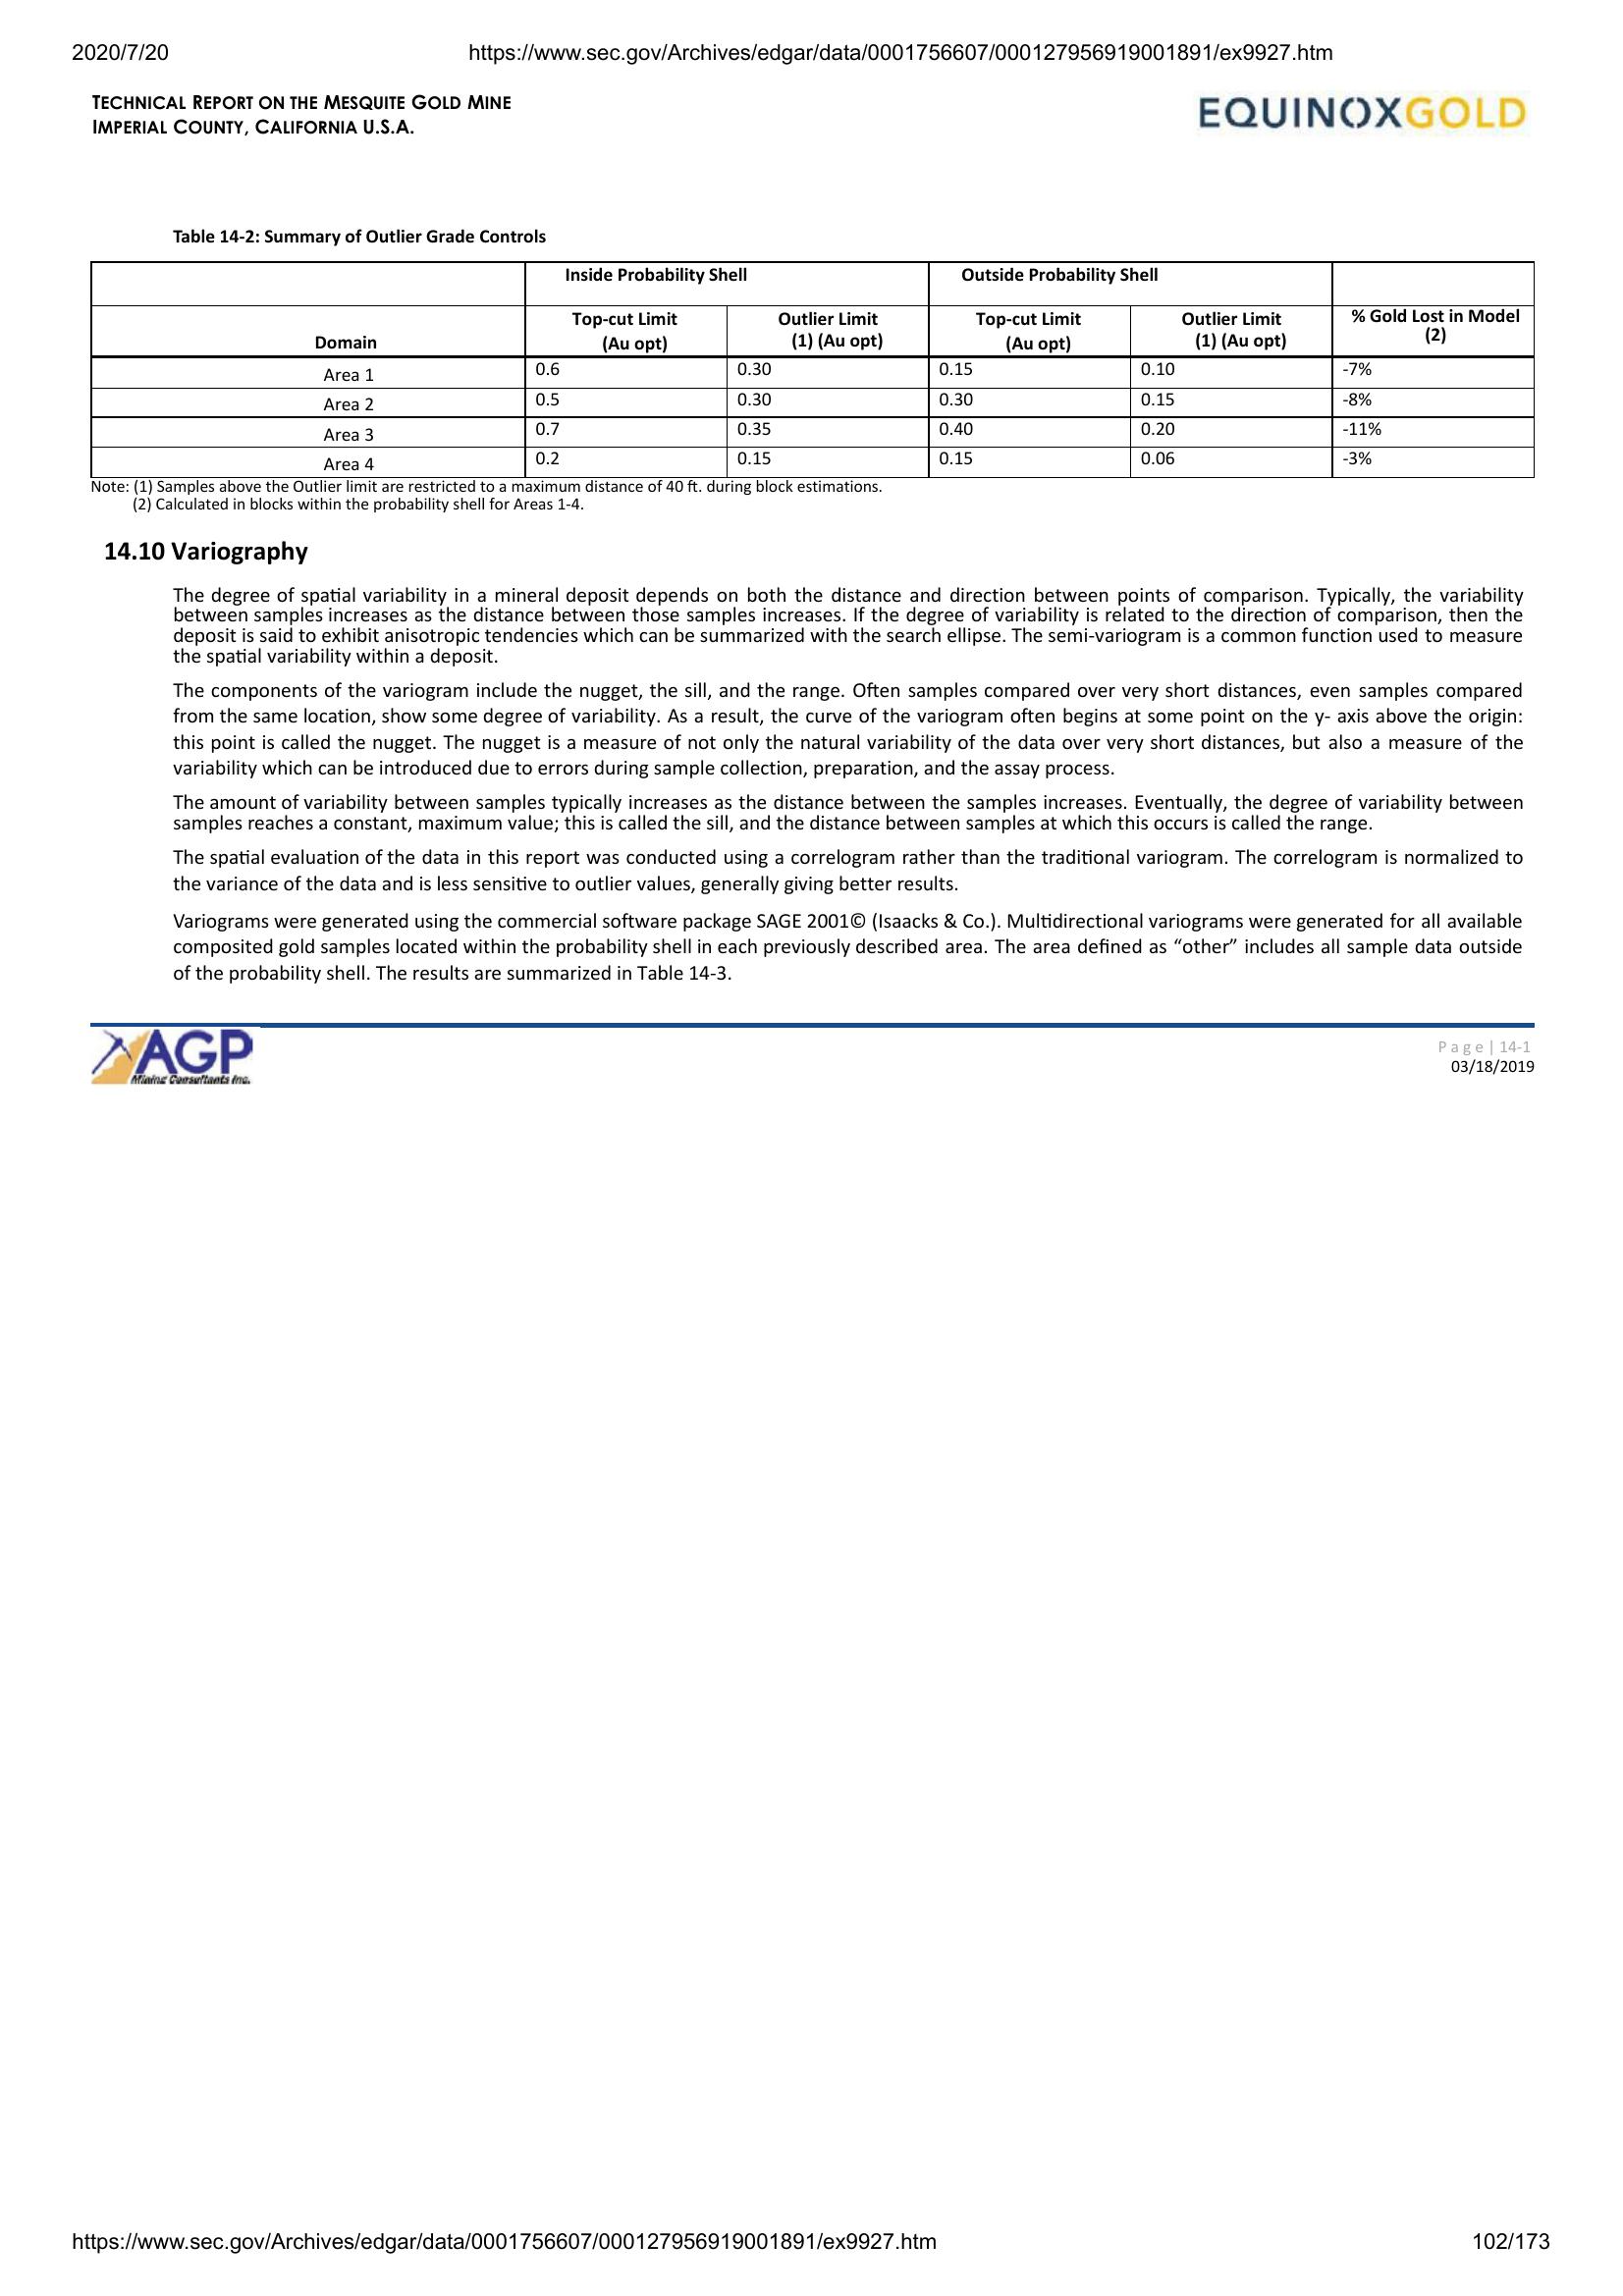 2020/7/20 https://www.sec.gov/Archives/edgar/data/0001756607/000127956919001891/ex9927.htm
TECHNICAL REPORT ON THE MESQUITE GOLD MINE
IMPERIAL COUNTY, CALIFORNIA U.S.A.
EQUINOXGOLD
Table 14-2: Summary of Outlier Grade Controls
Inside Probability Shell Outside Probability Shell
Domain Top-cut Limit (Au opt) Outlier Limit (1) (Au opt) Top-cut Limit (Au opt) Outlier Limit (1) (Au opt) % Gold Lost in Model (2)
Area 1 0.6 0.30 0.15 0.10 -7%
Area 2 0.5 0.30 0.30 0.15 -8%
Area 3 0.7 0.35 0.40 0.20 -11%
Area 4 0.2 0.15 0.15 0.06 -3%
Note: (1) Samples above the Outlier limit are restricted to a maximum distance of 40 ft. during block estimations.
(2) Calculated in blocks within the probability shell for Areas 1-4.
14.10 Variography
The degree of spatial variability in a mineral deposit depends on both the distance and direction between points of comparison. Typically, the variability
between samples increases as the distance between those samples increases. If the degree of variability is related to the direction of comparison, then the
deposit is said to exhibit anisotropic tendencies which can be summarized with the search ellipse. The semi-variogram is a common function used to measure
the spatial variability within a deposit.
The components of the variogram include the nugget, the sill, and the range. Often samples compared over very short distances, even samples compared
from the same location, show some degree of variability. As a result, the curve of the variogram often begins at some point on the y- axis above the origin:
this point is called the nugget. The nugget is a measure of not only the natural variability of the data over very short distances, but also a measure of the
variability which can be introduced due to errors during sample collection, preparation, and the assay process.
The amount of variability between samples typically increases as the distance between the samples increases. Eventually, the degree of variability between
samples reaches a constant, maximum value; this is called the sill, and the distance between samples at which this occurs is called the range.
The spatial evaluation of the data in this report was conducted using a correlogram rather than the traditional variogram. The correlogram is normalized to
the variance of the data and is less sensitive to outlier values, generally giving better results.
Variograms were generated using the commercial software package SAGE 2001© (Isaacks & Co.). Multidirectional variograms were generated for all available
composited gold samples located within the probability shell in each previously described area. The area defined as “other” includes all sample data outside
of the probability shell. The results are summarized in Table 14-3.
AGP
Mining Consultants Inc.
Page | 14-1
03/18/2019
https://www.sec.gov/Archives/edgar/data/0001756607/000127956919001891/ex9927.htm 102/173